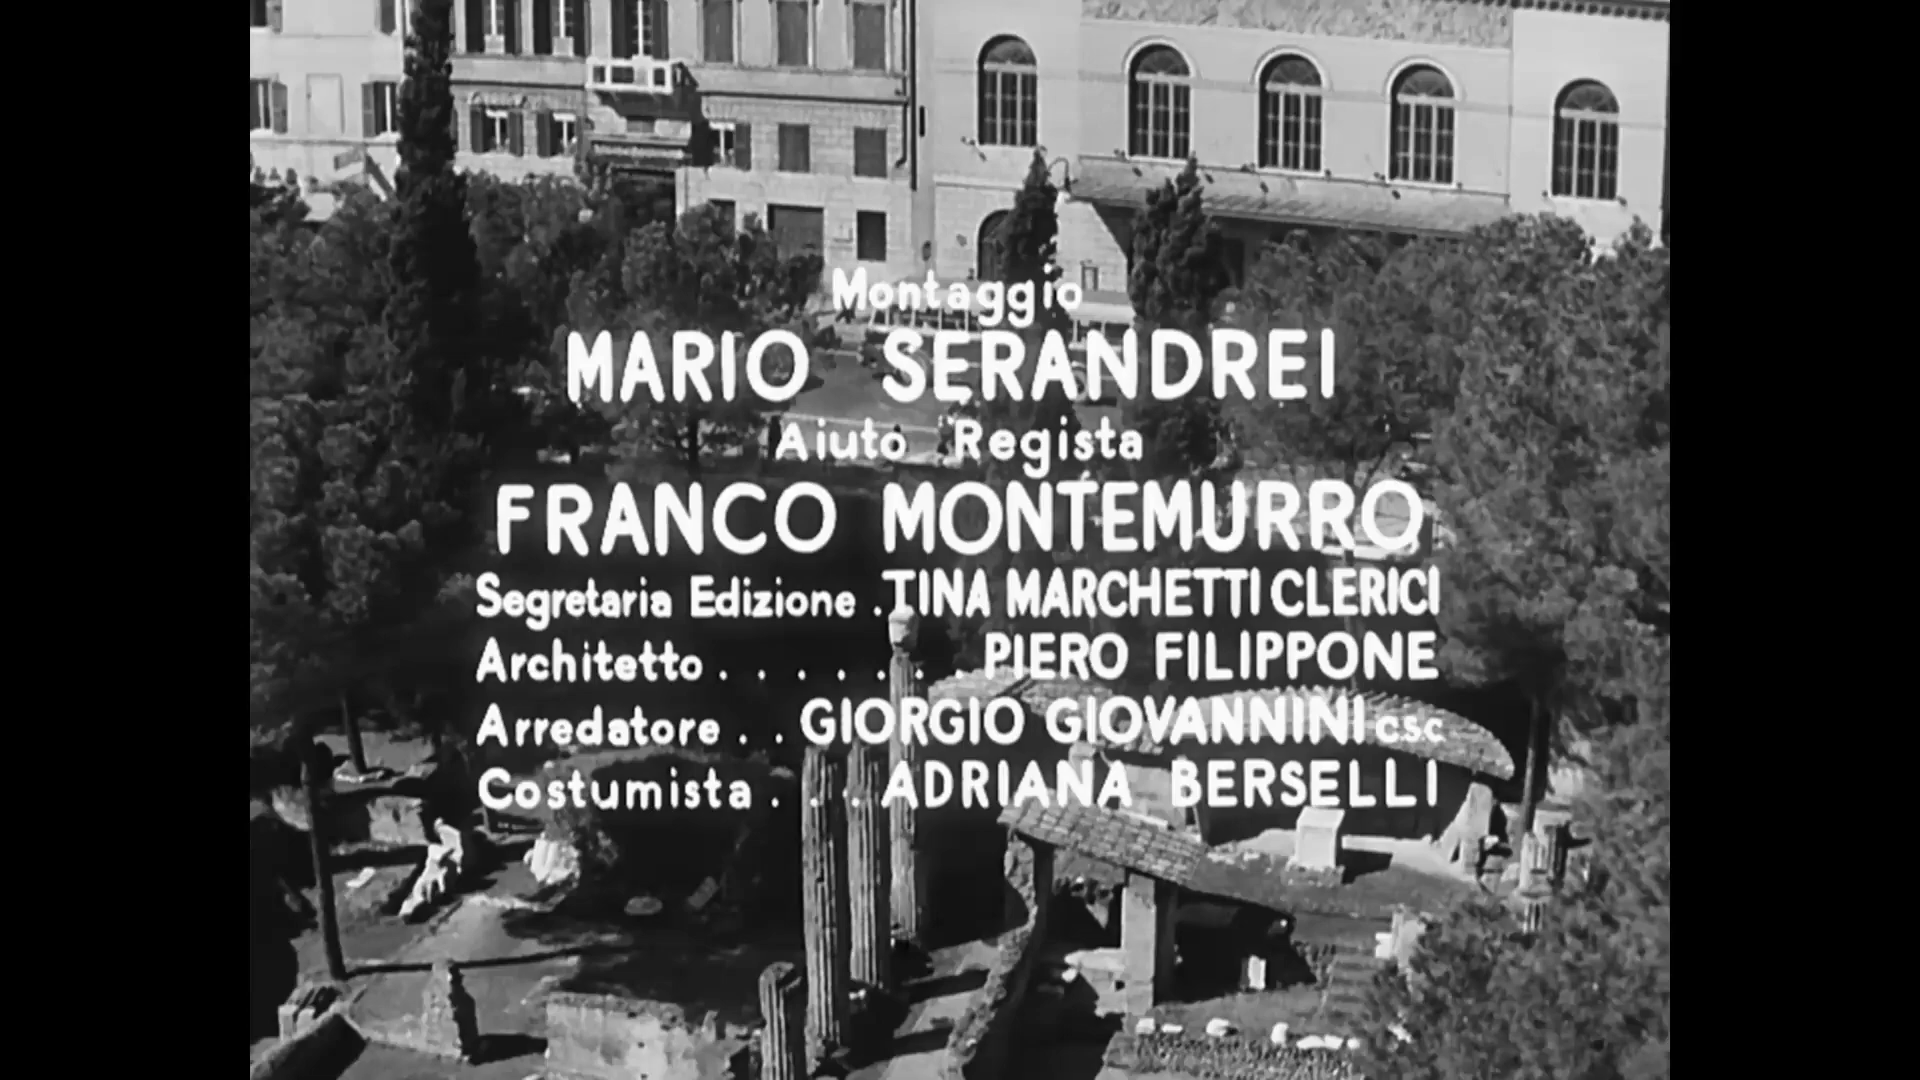 Montaggio
MARIO SERANDREI
Aiuto Regista
FRANCO MONTEMURRO
Segretaria Edizione . TINA MARCHETTI CLERICI
Architetto . . . . . . . PIERO FILIPPONE
Arredatore . . GIORGIO GIOVANNINI c.s.c
Costumista . . . ADRIANA BERSELLI